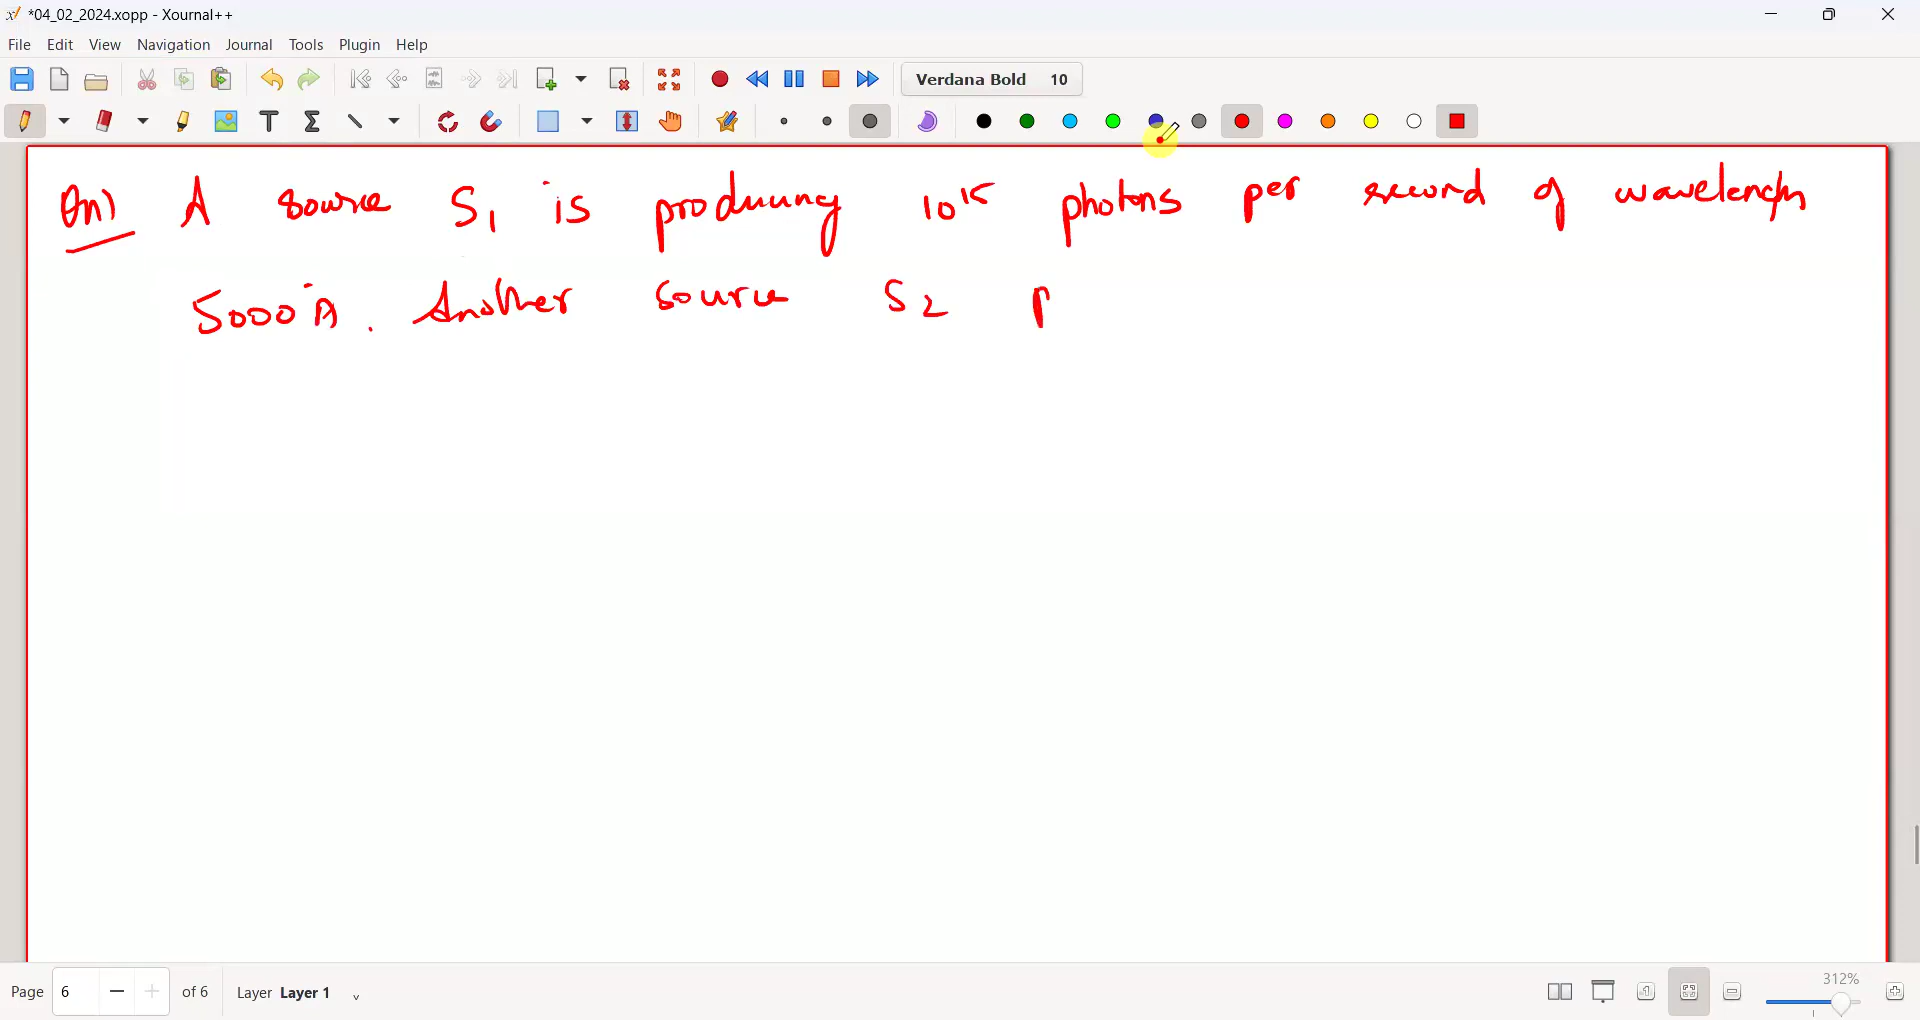 *04_02_2024.xopp - Xournal++
File Edit View Navigation Journal Tools Plugin Help
Verdana Bold 10
Qn) A source S₁ is producing 10¹⁵ photons per second of wavelength
5000 Å. Another source S₂ p
Page 6 of 6 Layer Layer 1 312%